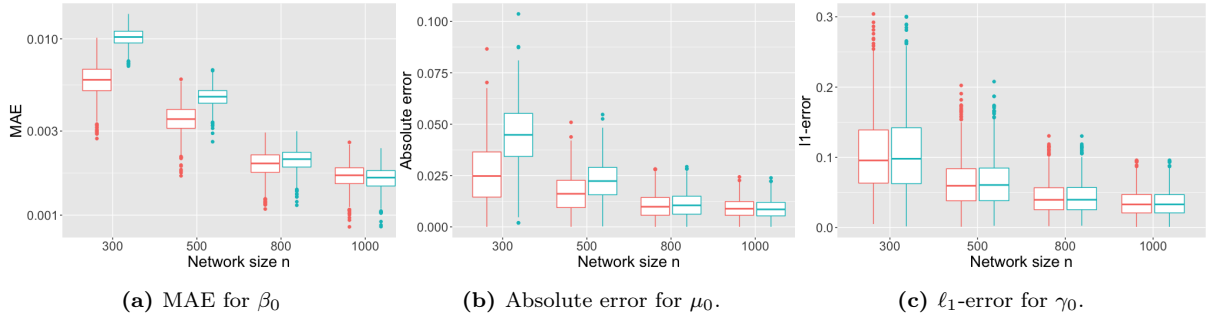 MAE
0.010
0.003
0.001
300
500
800
1000
Network size n
(a) MAE for β₀
Absolute error
0.100
0.075
0.050
0.025
0.000
300
500
800
1000
Network size n
(b) Absolute error for μ₀.
l1-error
0.3
0.2
0.1
0.0
300
500
800
1000
Network size n
(c) ℓ₁-error for γ₀.